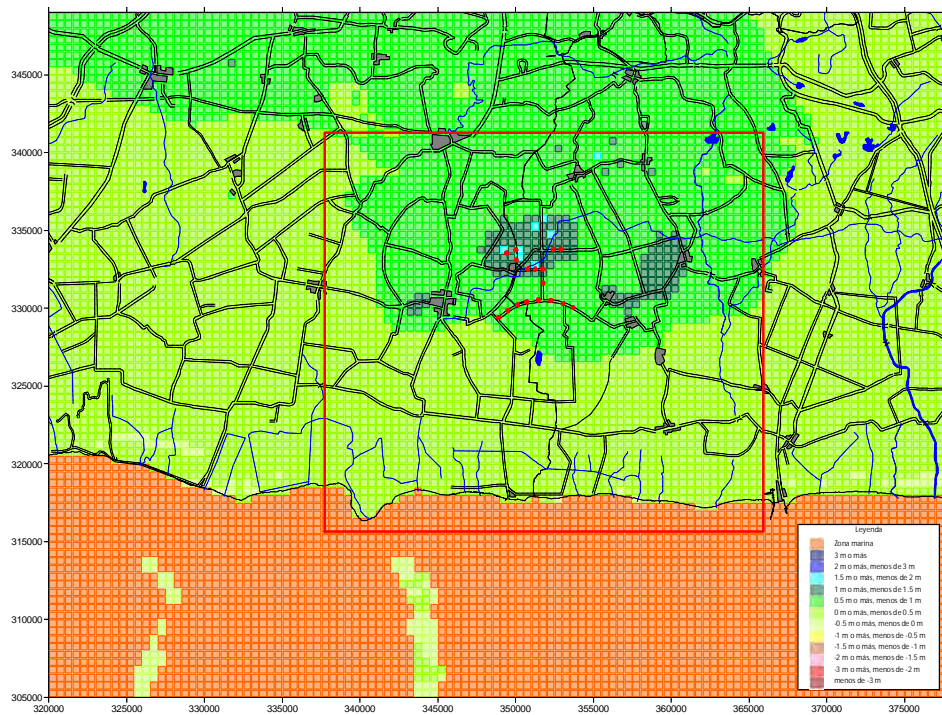 345000
340000
335000
330000
325000
320000
315000
310000
305000
320000 325000 330000 335000 340000 345000 350000 355000 360000 365000 370000 375000
Leyenda
Zona marina
3 m o más
2 m o más, menos de 3 m
1.5 m o más, menos de 2 m
1 m o más, menos de 1.5 m
0.5 m o más, menos de 1 m
0 m o más, menos de 0.5 m
-0.5 m o más, menos de 0 m
-1 m o más, menos de -0.5 m
-1.5 m o más, menos de -1 m
-2 m o más, menos de -1.5 m
-3 m o más, menos de -2 m
menos de -3 m